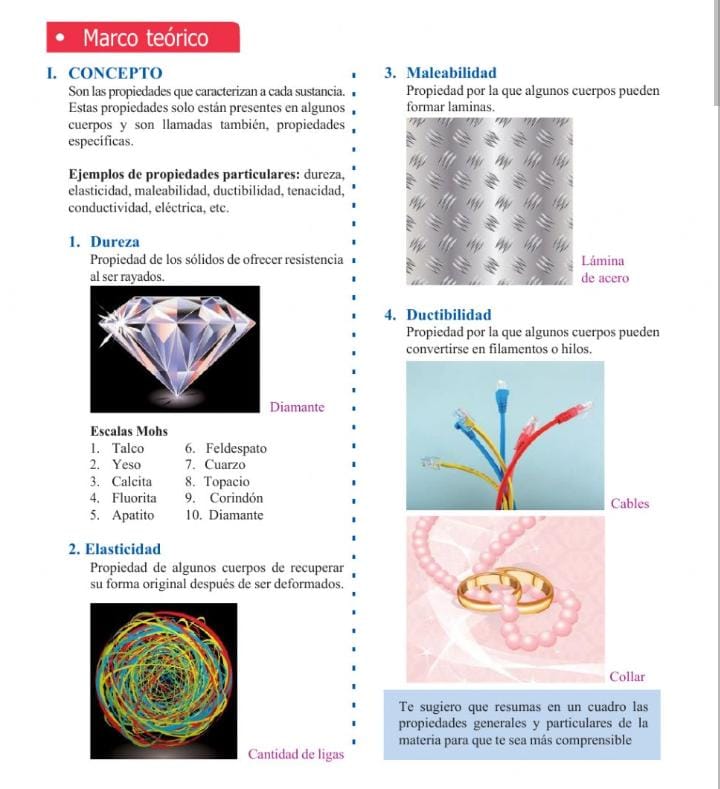 • Marco teórico
I. CONCEPTO
Son las propiedades que caracterizan a cada sustancia.
Estas propiedades solo están presentes en algunos
cuerpos y son llamadas también, propiedades
específicas.
Ejemplos de propiedades particulares: dureza,
elasticidad, maleabilidad, ductibilidad, tenacidad,
conductividad, eléctrica, etc.
1. Dureza
Propiedad de los sólidos de ofrecer resistencia
al ser rayados.
Diamante
Escalas Mohs
1. Talco
2. Yeso
3. Calcita
4. Fluorita
5. Apatito
6. Feldespato
7. Cuarzo
8. Topacio
9. Corindón
10. Diamante
2. Elasticidad
Propiedad de algunos cuerpos de recuperar
su forma original después de ser deformados.
Cantidad de ligas
3. Maleabilidad
Propiedad por la que algunos cuerpos pueden
formar laminas.
Lámina
de acero
4. Ductibilidad
Propiedad por la que algunos cuerpos pueden
convertirse en filamentos o hilos.
Cables
Collar
Te sugiero que resumas en un cuadro las
propiedades generales y particulares de la
materia para que te sea más comprensible